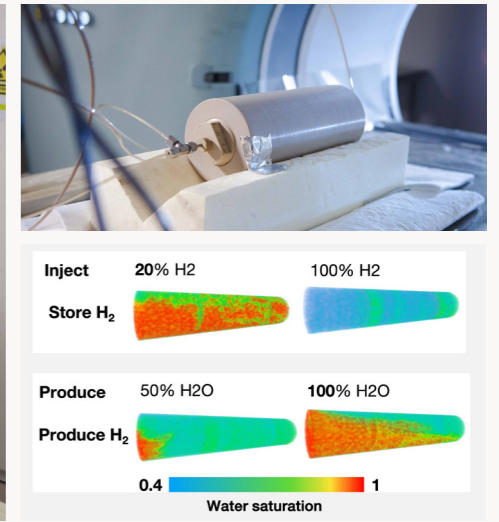 Inject 20% H2 100% H2
Store H₂
Produce 50% H2O 100% H2O
Produce H₂
0.4 1
Water saturation